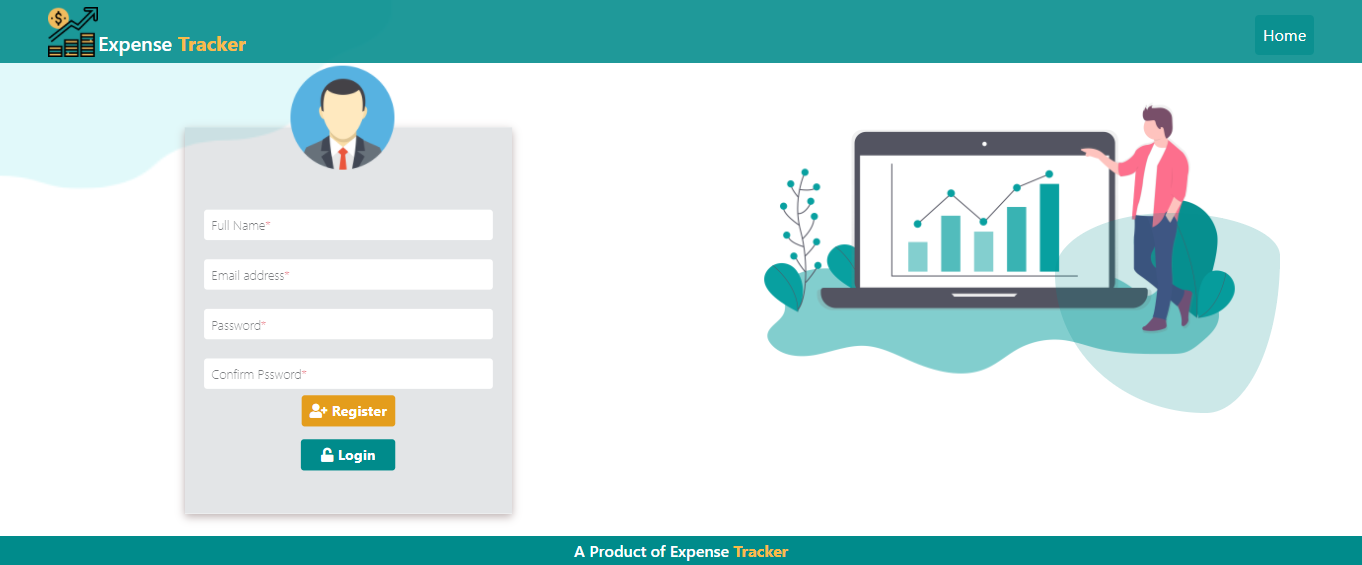 Expense Tracker
Home
Full Name*
Email address*
Password*
Confirm Pssword*
Register
Login
A Product of Expense Tracker